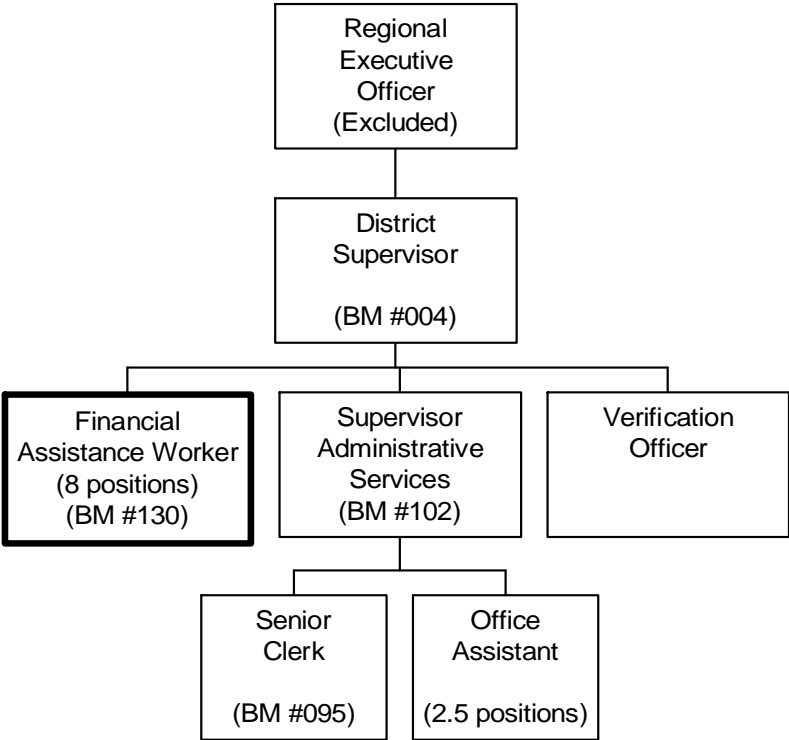 Regional
Executive
Officer
(Excluded)
District
Supervisor
(BM #004)
Financial
Assistance Worker
(8 positions)
(BM #130)
Supervisor
Administrative
Services
(BM #102)
Verification
Officer
Senior
Clerk
(BM #095)
Office
Assistant
(2.5 positions)